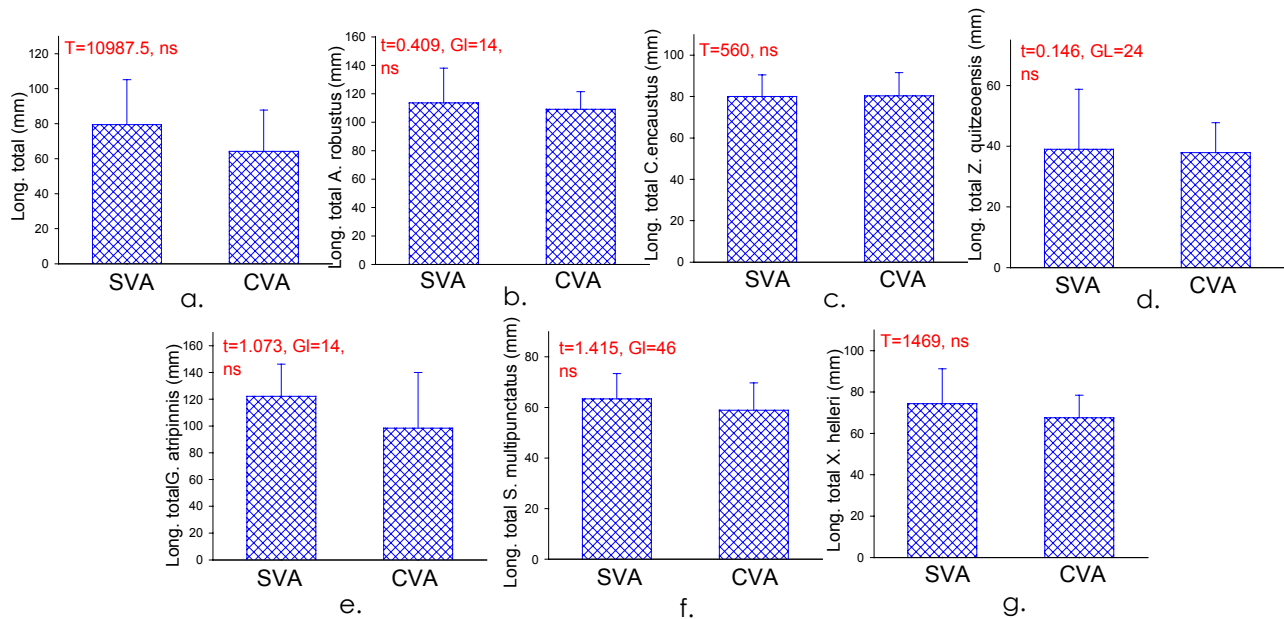 T=10987.5, ns
Long. total (mm)
120
100
80
60
40
20
0
SVA CVA
a.
t=0.409, Gl=14,
ns
Long. total A. robustus (mm)
160
140
120
100
80
60
40
20
0
SVA CVA
b.
T=560, ns
Long. total C.encaustus (mm)
100
80
60
40
20
0
SVA CVA
c.
t=0.146, GL=24
ns
Long. total Z. quitzeoensis (mm)
60
40
20
0
SVA CVA
d.
t=1.073, Gl=14,
ns
Long. totalG. atripinnis (mm)
160
140
120
100
80
60
40
20
0
SVA CVA
e.
t=1.415, Gl=46
ns
Long. total S. multipunctatus (mm)
80
60
40
20
0
SVA CVA
f.
T=1469, ns
Long. total X. helleri (mm)
100
80
60
40
20
0
SVA CVA
g.